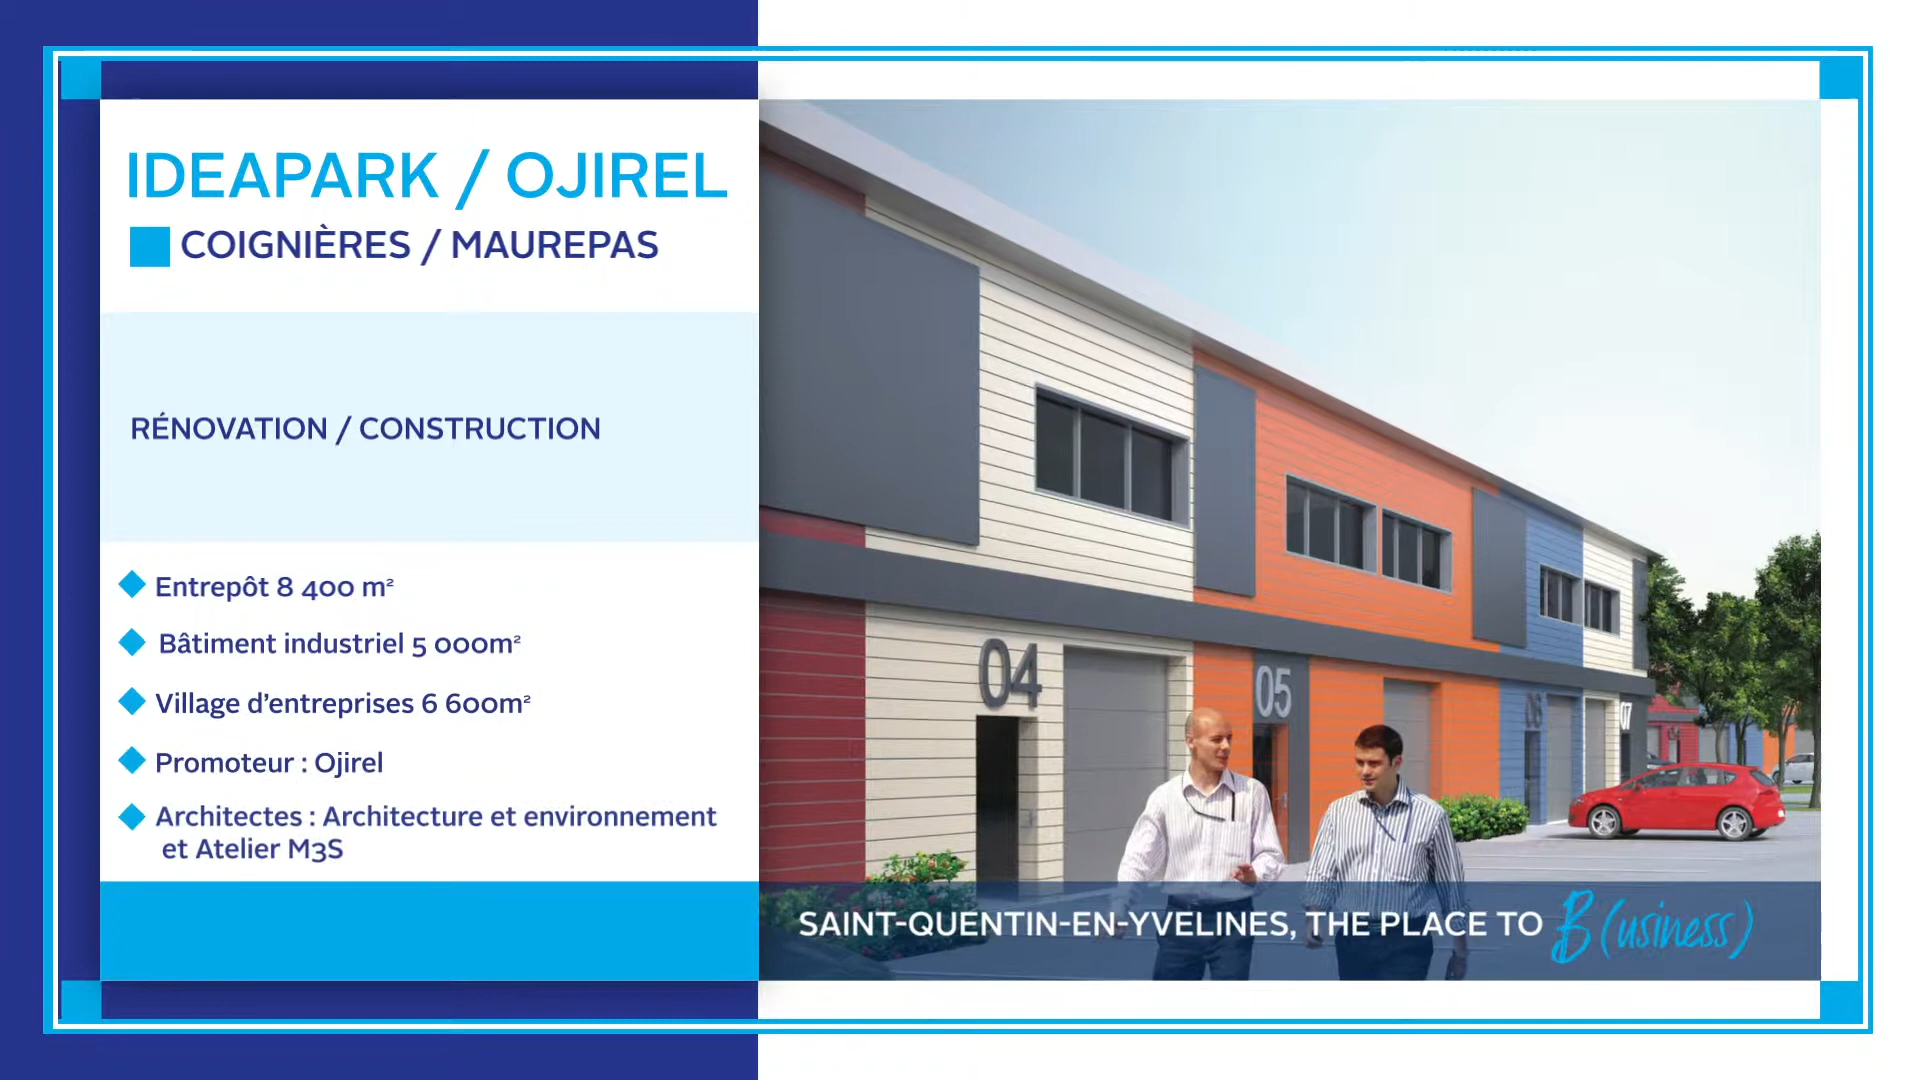 IDEAPARK / OJIREL
COIGNIÈRES / MAUREPAS
RÉNOVATION / CONSTRUCTION
Entrepôt 8 400 m²
Bâtiment industriel 5 000m²
Village d’entreprises 6 600m²
Promoteur : Ojirel
Architectes : Architecture et environnement
et Atelier M3S
04
05
06
07
SAINT-QUENTIN-EN-YVELINES, THE PLACE TO B(usiness)